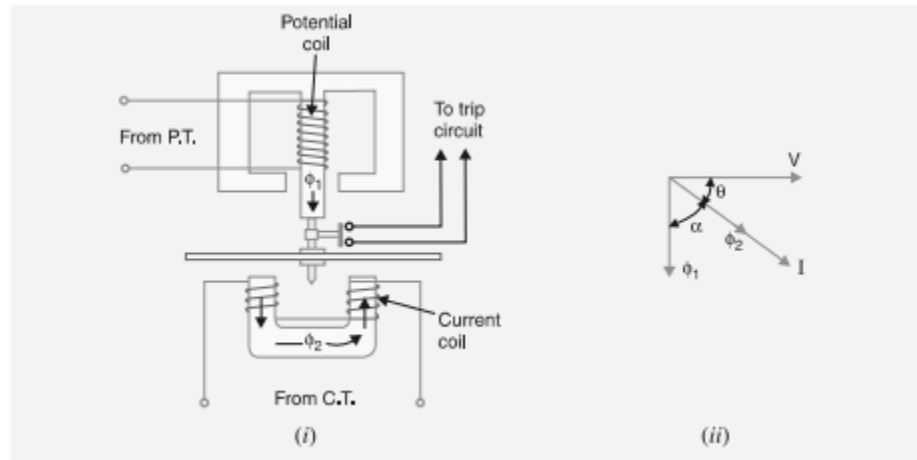 Potential
coil
From P.T.
To trip
circuit
ϕ1
V
θ
α
ϕ2
ϕ1
I
Current
coil
ϕ2
From C.T.
(i)
(ii)